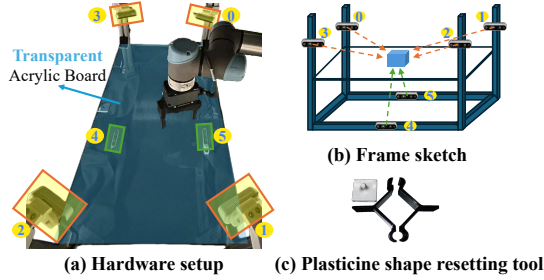 3
0
Transparent
Acrylic Board
4
5
2
1
(a) Hardware setup
0
1
3
2
5
4
(b) Frame sketch
(c) Plasticine shape resetting tool